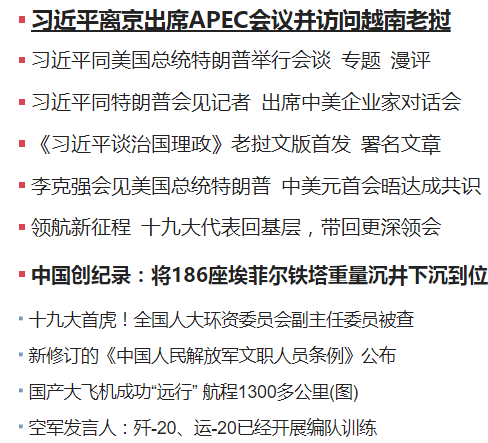 习近平离京出席APEC会议并访问越南老挝
习近平同美国总统特朗普举行会谈 专题 漫评
习近平同特朗普会见记者 出席中美企业家对话会
《习近平谈治国理政》老挝文版首发 署名文章
李克强会见美国总统特朗普 中美元首会晤达成共识
领航新征程 十九大代表回基层，带回更深领会
中国创纪录：将186座埃菲尔铁塔重量沉井下沉到位
十九大首虎！全国人大环资委员会副主任委员被查
新修订的《中国人民解放军文职人员条例》公布
国产大飞机成功“远行” 航程1300多公里(图)
空军发言人：歼-20、运-20已经开展编队训练